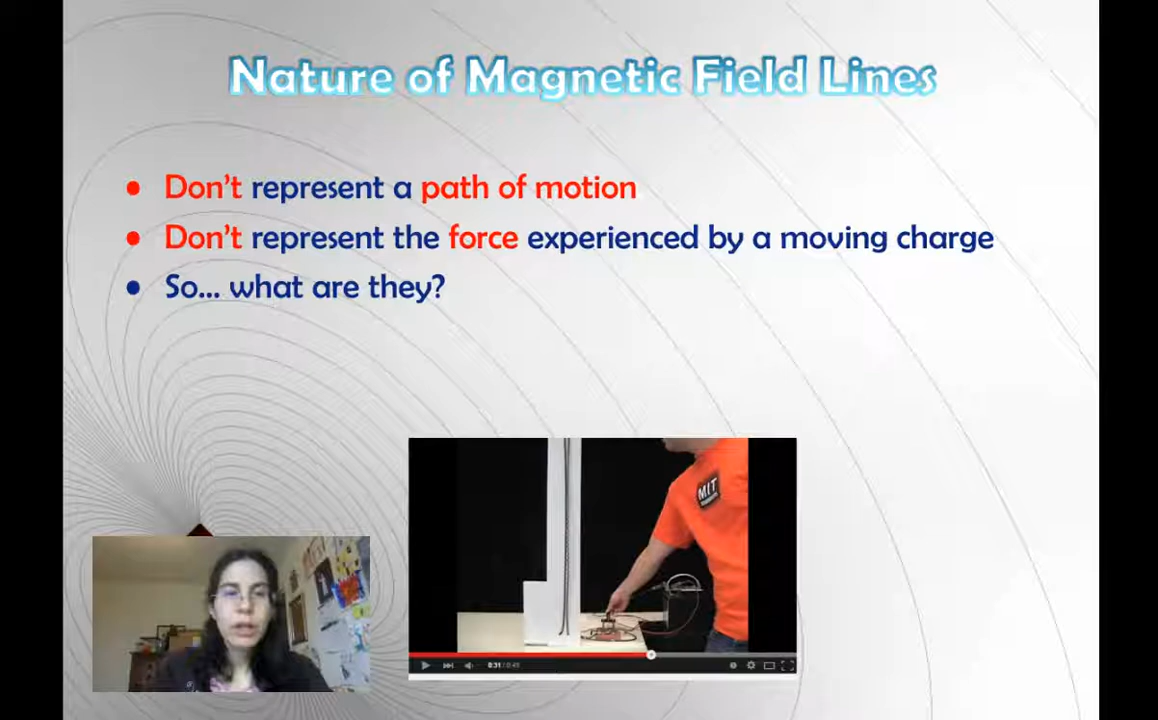 Nature of Magnetic Field Lines
Don't represent a path of motion
Don't represent the force experienced by a moving charge
So... what are they?
MIT
0:31 / 0:49